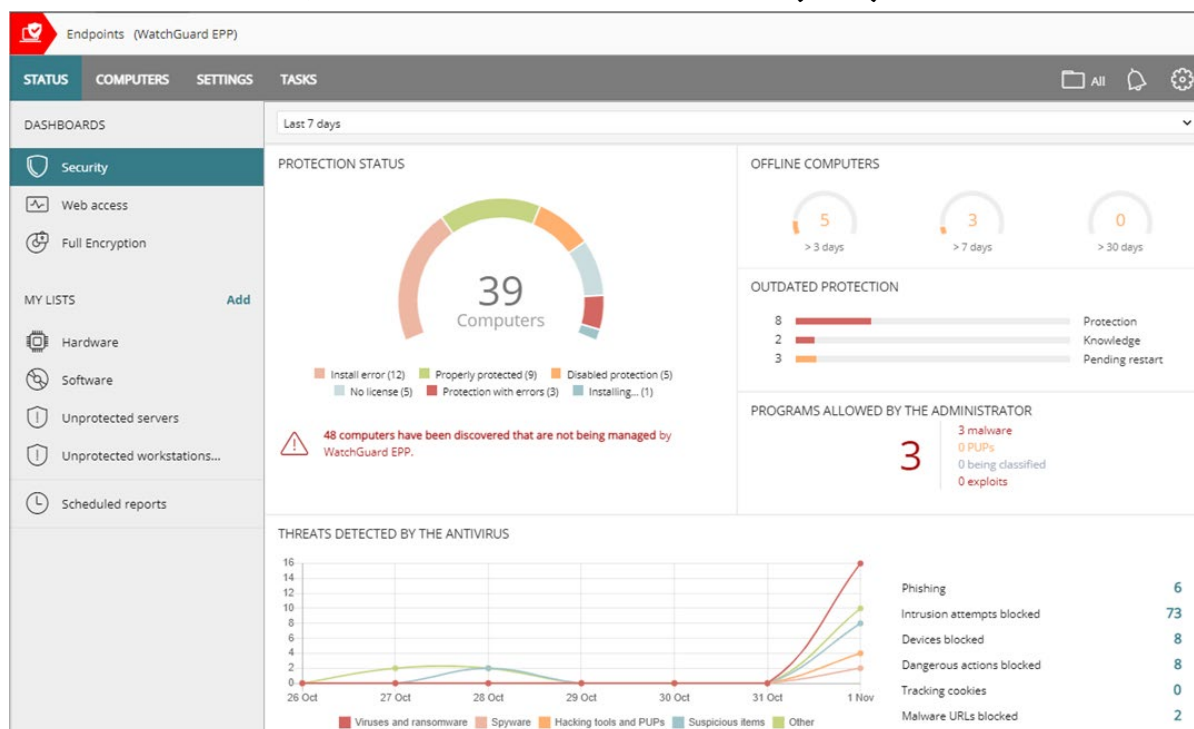 Endpoints (WatchGuard EPP)
STATUS COMPUTERS SETTINGS TASKS All
DASHBOARDS
Security
Web access
Full Encryption
MY LISTS Add
Hardware
Software
Unprotected servers
Unprotected workstations...
Scheduled reports
Last 7 days
PROTECTION STATUS
39
Computers
Install error (12) Properly protected (9) Disabled protection (5)
No license (5) Protection with errors (3) Installing... (1)
48 computers have been discovered that are not being managed by
WatchGuard EPP.
OFFLINE COMPUTERS
5 3 0
> 3 days > 7 days > 30 days
OUTDATED PROTECTION
8 Protection
2 Knowledge
3 Pending restart
PROGRAMS ALLOWED BY THE ADMINISTRATOR
3
3 malware
0 PUPs
0 being classified
0 exploits
THREATS DETECTED BY THE ANTIVIRUS
16
14
12
10
8
6
4
2
0
26 Oct 27 Oct 28 Oct 29 Oct 30 Oct 31 Oct 1 Nov
Viruses and ransomware Spyware Hacking tools and PUPs Suspicious items Other
Phishing 6
Intrusion attempts blocked 73
Devices blocked 8
Dangerous actions blocked 8
Tracking cookies 0
Malware URLs blocked 2